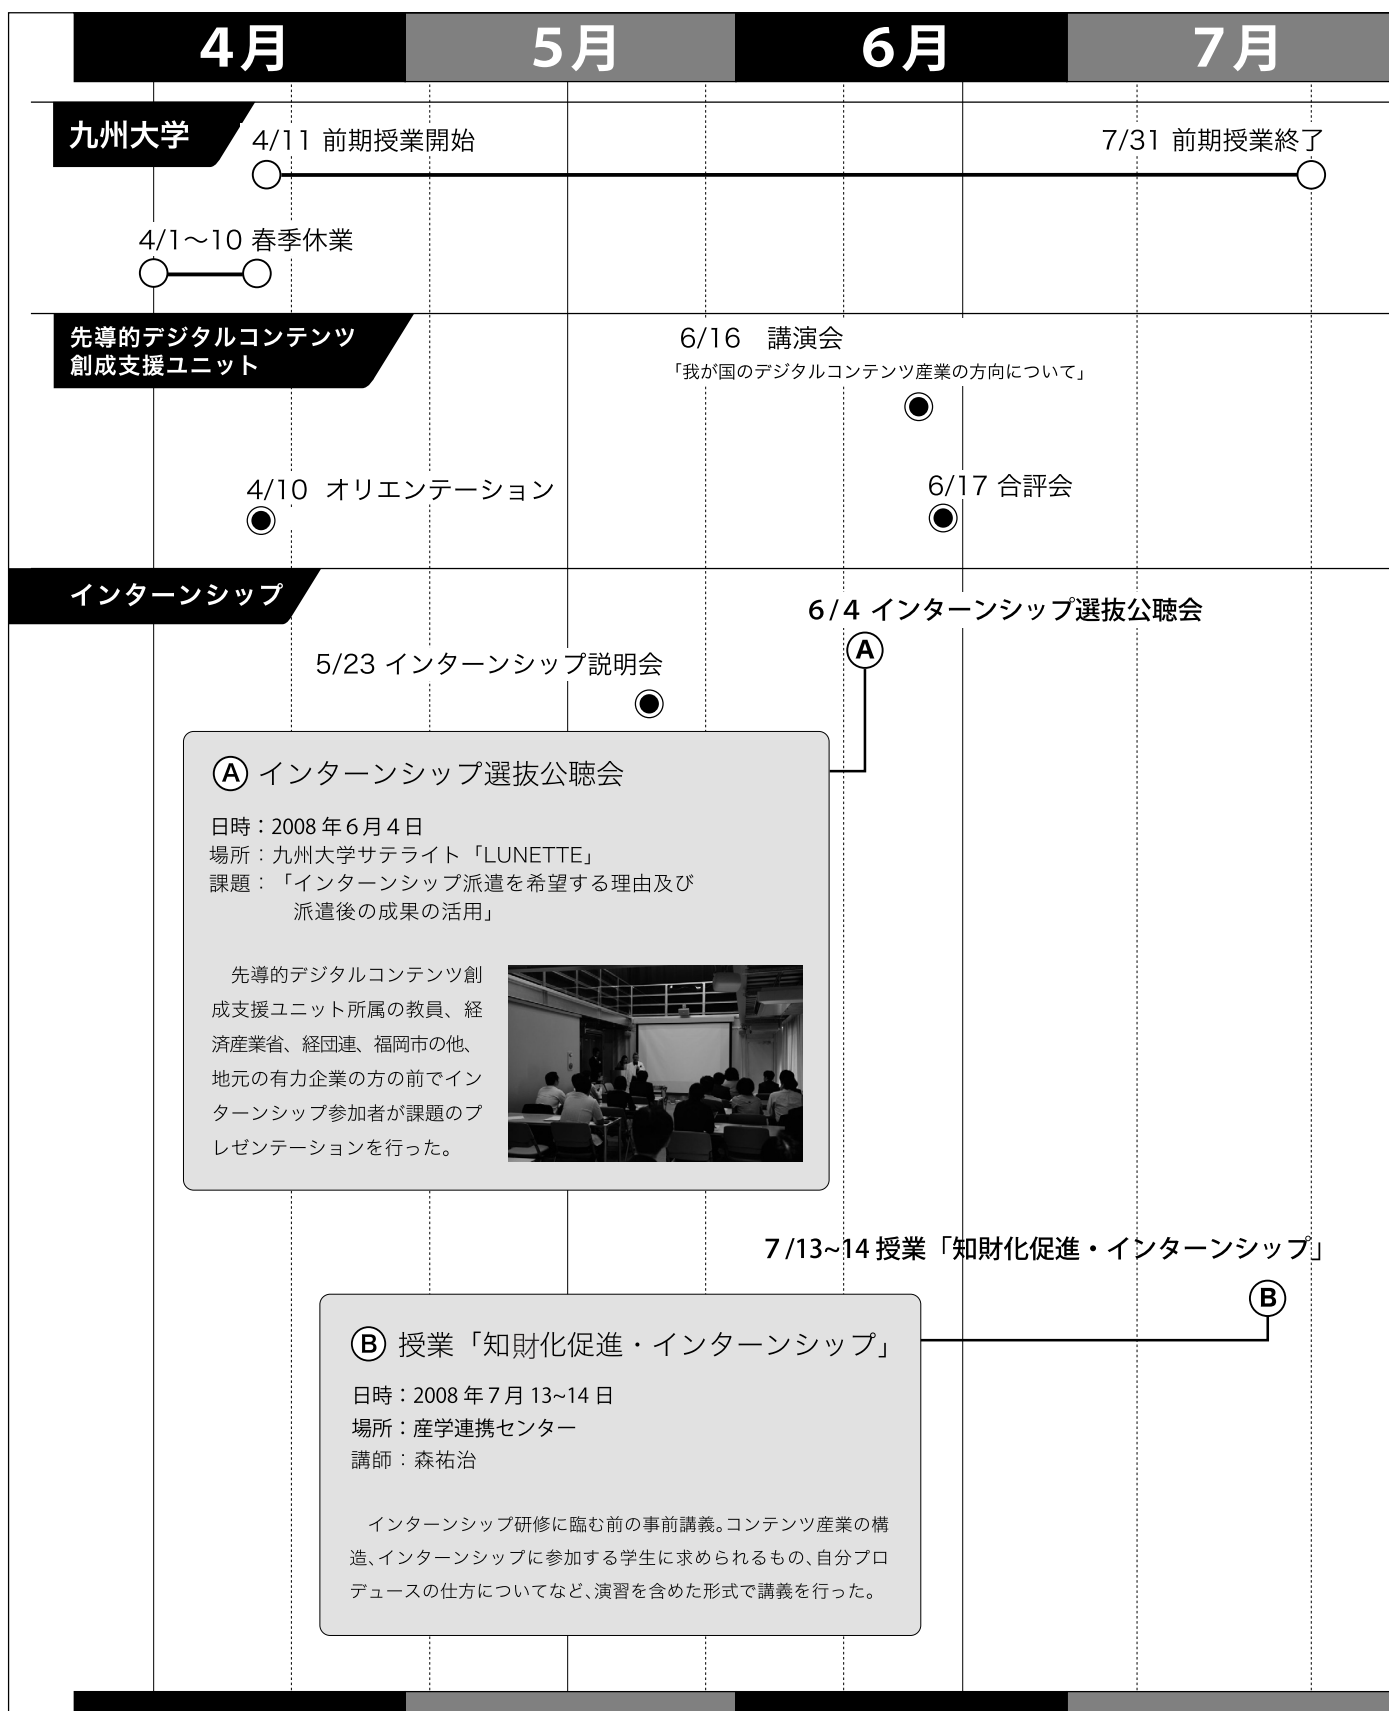 4月 5月 6月 7月
九州大学
4/11 前期授業開始
7/31 前期授業終了
4/1〜10 春季休業
先導的デジタルコンテンツ
創成支援ユニット
6/16　講演会
「我が国のデジタルコンテンツ産業の方向について」
4/10 オリエンテーション
6/17 合評会
インターンシップ
6/4 インターンシップ選抜公聴会
A
5/23 インターンシップ説明会
A インターンシップ選抜公聴会
日時：2008年6月4日
場所：九州大学サテライト「LUNETTE」
課題：「インターンシップ派遣を希望する理由及び
派遣後の成果の活用」
先導的デジタルコンテンツ創
成支援ユニット所属の教員、経
済産業省、経団連、福岡市の他、
地元の有力企業の方の前でイン
ターンシップ参加者が課題のプ
レゼンテーションを行った。
7/13~14 授業「知財化促進・インターンシップ」
B
B 授業「知財化促進・インターンシップ」
日時：2008年7月13~14日
場所：産学連携センター
講師：森祐治
インターンシップ研修に臨む前の事前講義。コンテンツ産業の構
造、インターンシップに参加する学生に求められるもの、自分プロ
デュースの仕方についてなど、演習を含めた形式で講義を行った。